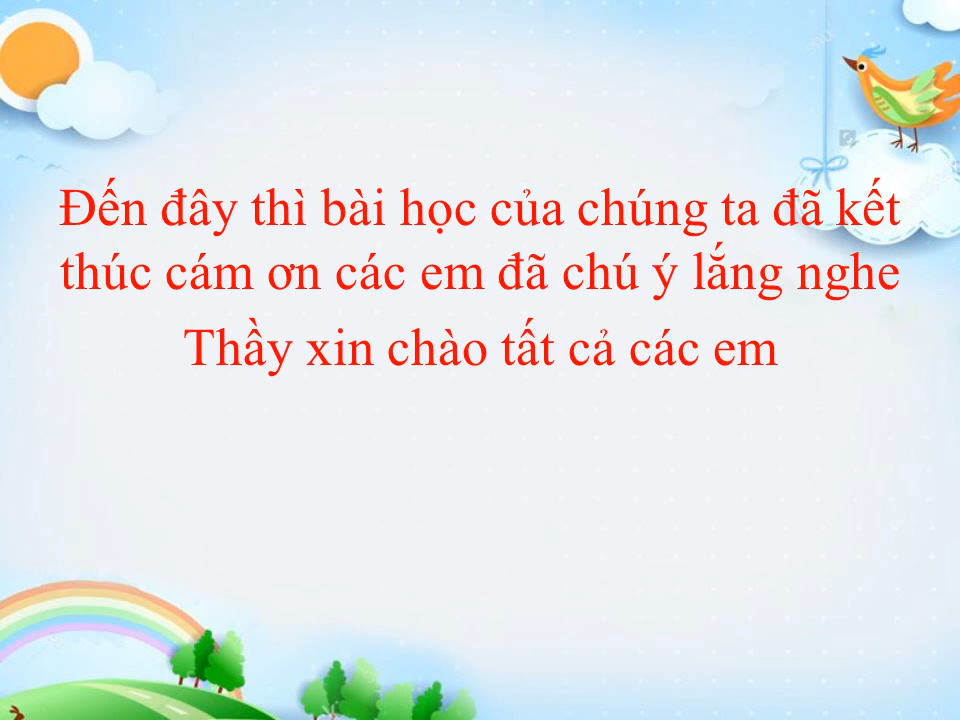 Đến đây thì bài học của chúng ta đã kết
thúc cám ơn các em đã chú ý lắng nghe
Thầy xin chào tất cả các em